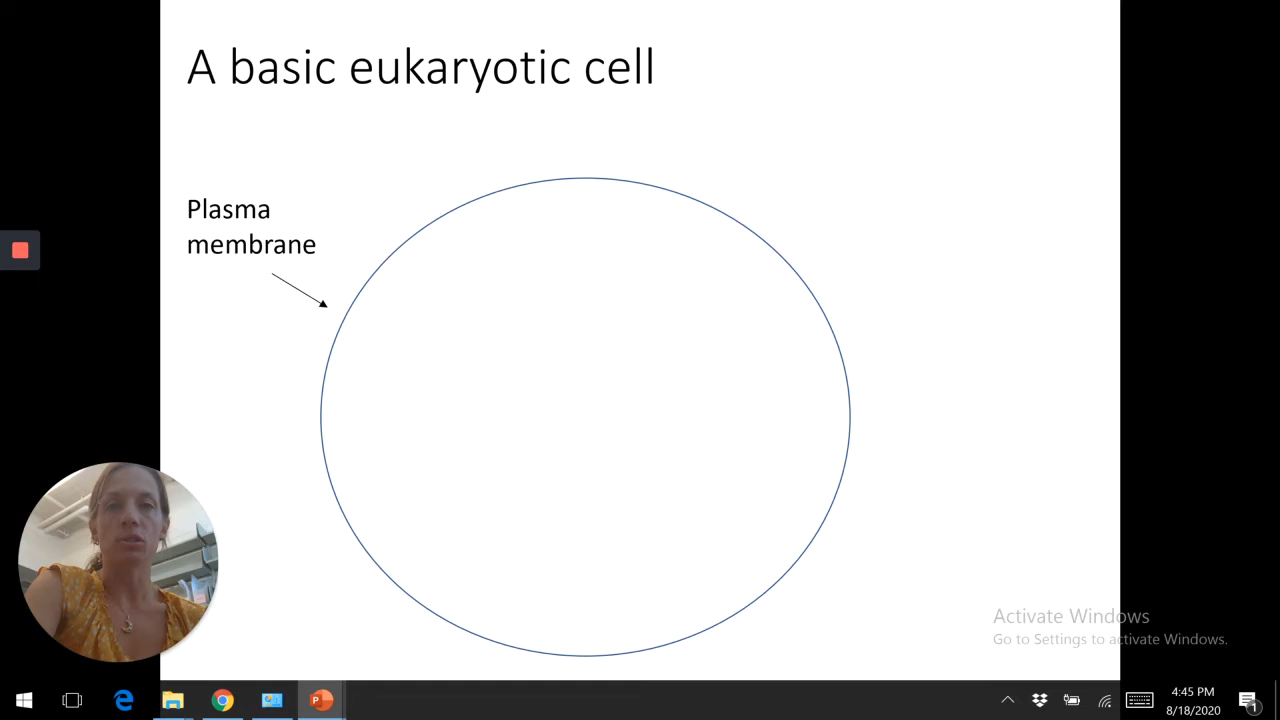 A basic eukaryotic cell
Plasma
membrane
Activate Windows
Go to Settings to activate Windows.
4:45 PM
8/18/2020
1